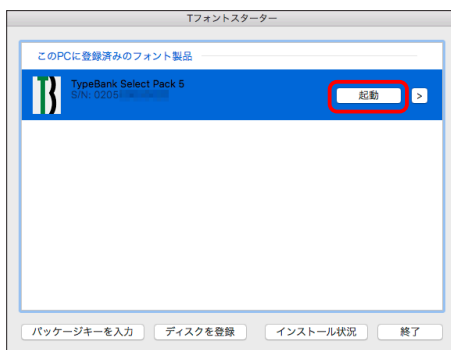 Tフォントスターター
このPCに登録済みのフォント製品
TypeBank Select Pack 5
S/N: 0205
起動
>
パッケージキーを入力
ディスクを登録
インストール状況
終了